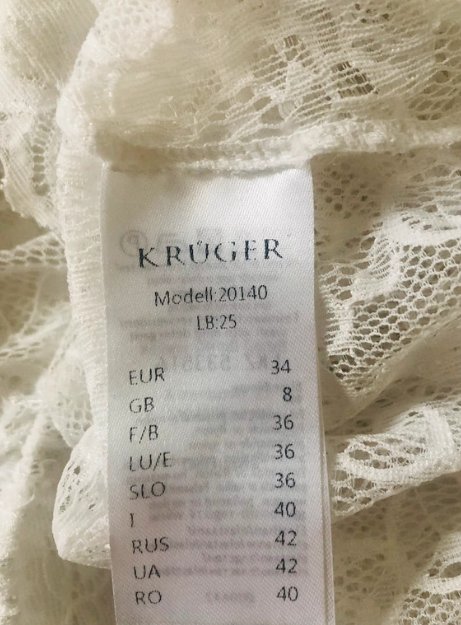 KRÜGER
Modell:20140
LB:25
EUR 34
GB 8
F/B 36
LU/E 36
SLO 36
I 40
RUS 42
UA 42
RO 40